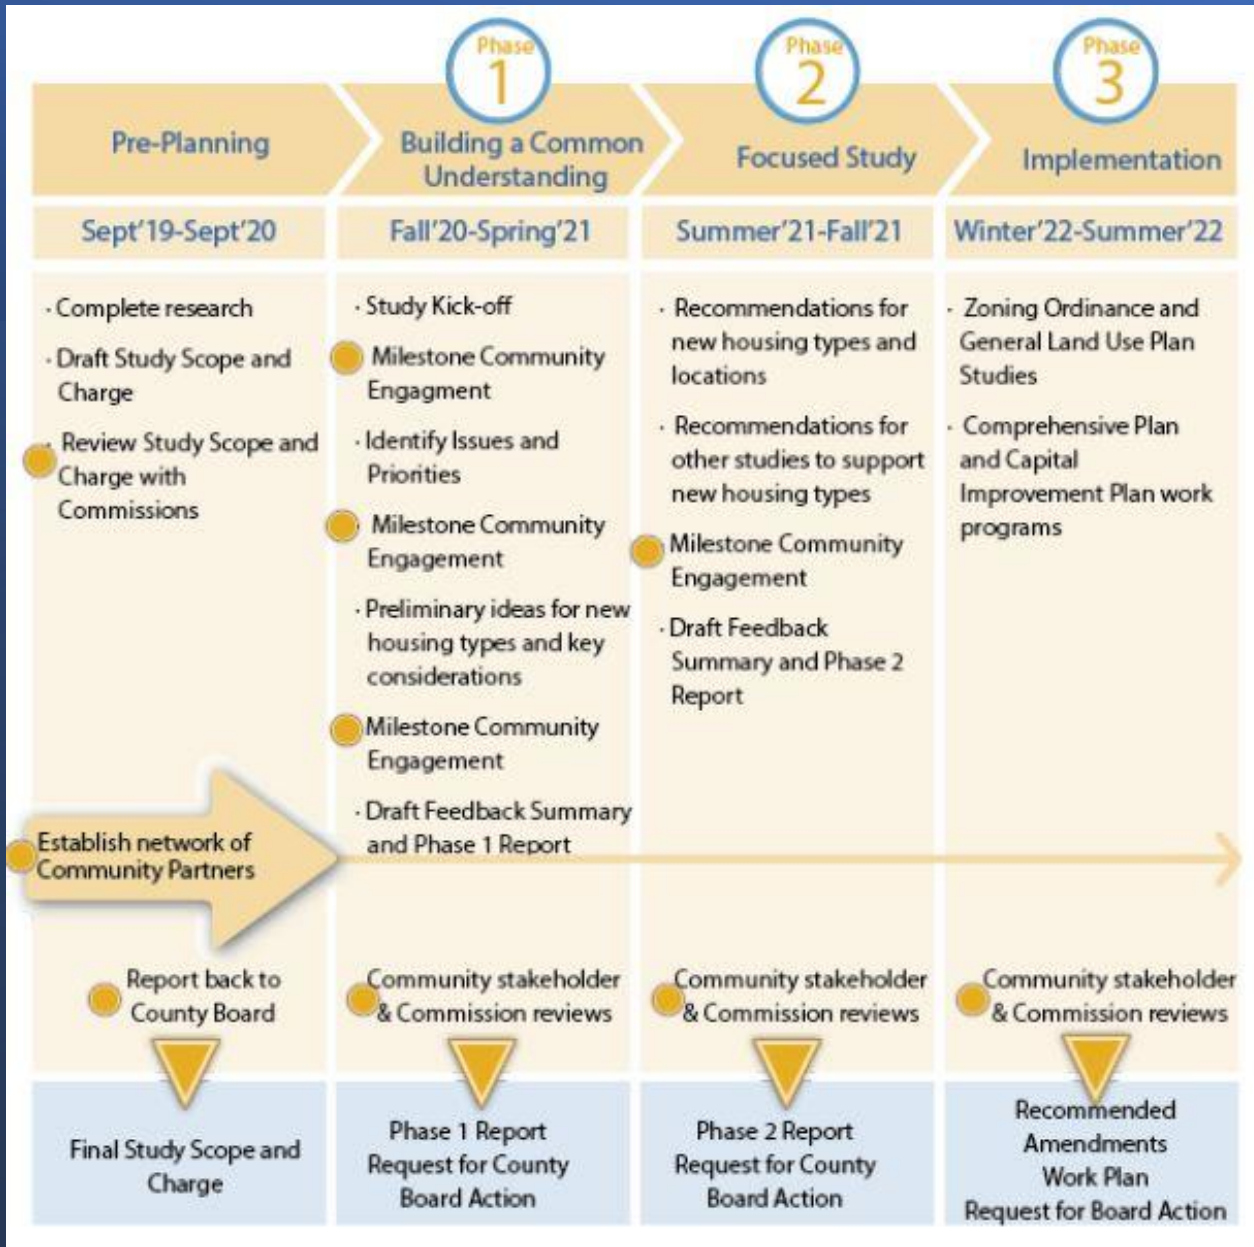 Phase
1
Phase
2
Phase
3
Pre-Planning
Building a Common
Understanding
Focused Study
Implementation
Sept'19-Sept'20
Fall'20-Spring'21
Summer'21-Fall'21
Winter'22-Summer'22
· Complete research
· Draft Study Scope and
Charge
· Review Study Scope and
Charge with
Commissions
Establish network of
Community Partners
Report back to
County Board
Final Study Scope and
Charge
· Study Kick-off
Milestone Community
Engagment
· Identify Issues and
Priorities
Milestone Community
Engagement
· Preliminary ideas for new
housing types and key
considerations
Milestone Community
Engagement
· Draft Feedback Summary
and Phase 1 Report
Community stakeholder
& Commission reviews
Phase 1 Report
Request for County
Board Action
· Recommendations for
new housing types and
locations
· Recommendations for
other studies to support
new housing types
Milestone Community
Engagement
· Draft Feedback
Summary and Phase 2
Report
Community stakeholder
& Commission reviews
Phase 2 Report
Request for County
Board Action
· Zoning Ordinance and
General Land Use Plan
Studies
· Comprehensive Plan
and Capital
Improvement Plan work
programs
Community stakeholder
& Commission reviews
Recommended
Amendments
Work Plan
Request for Board Action